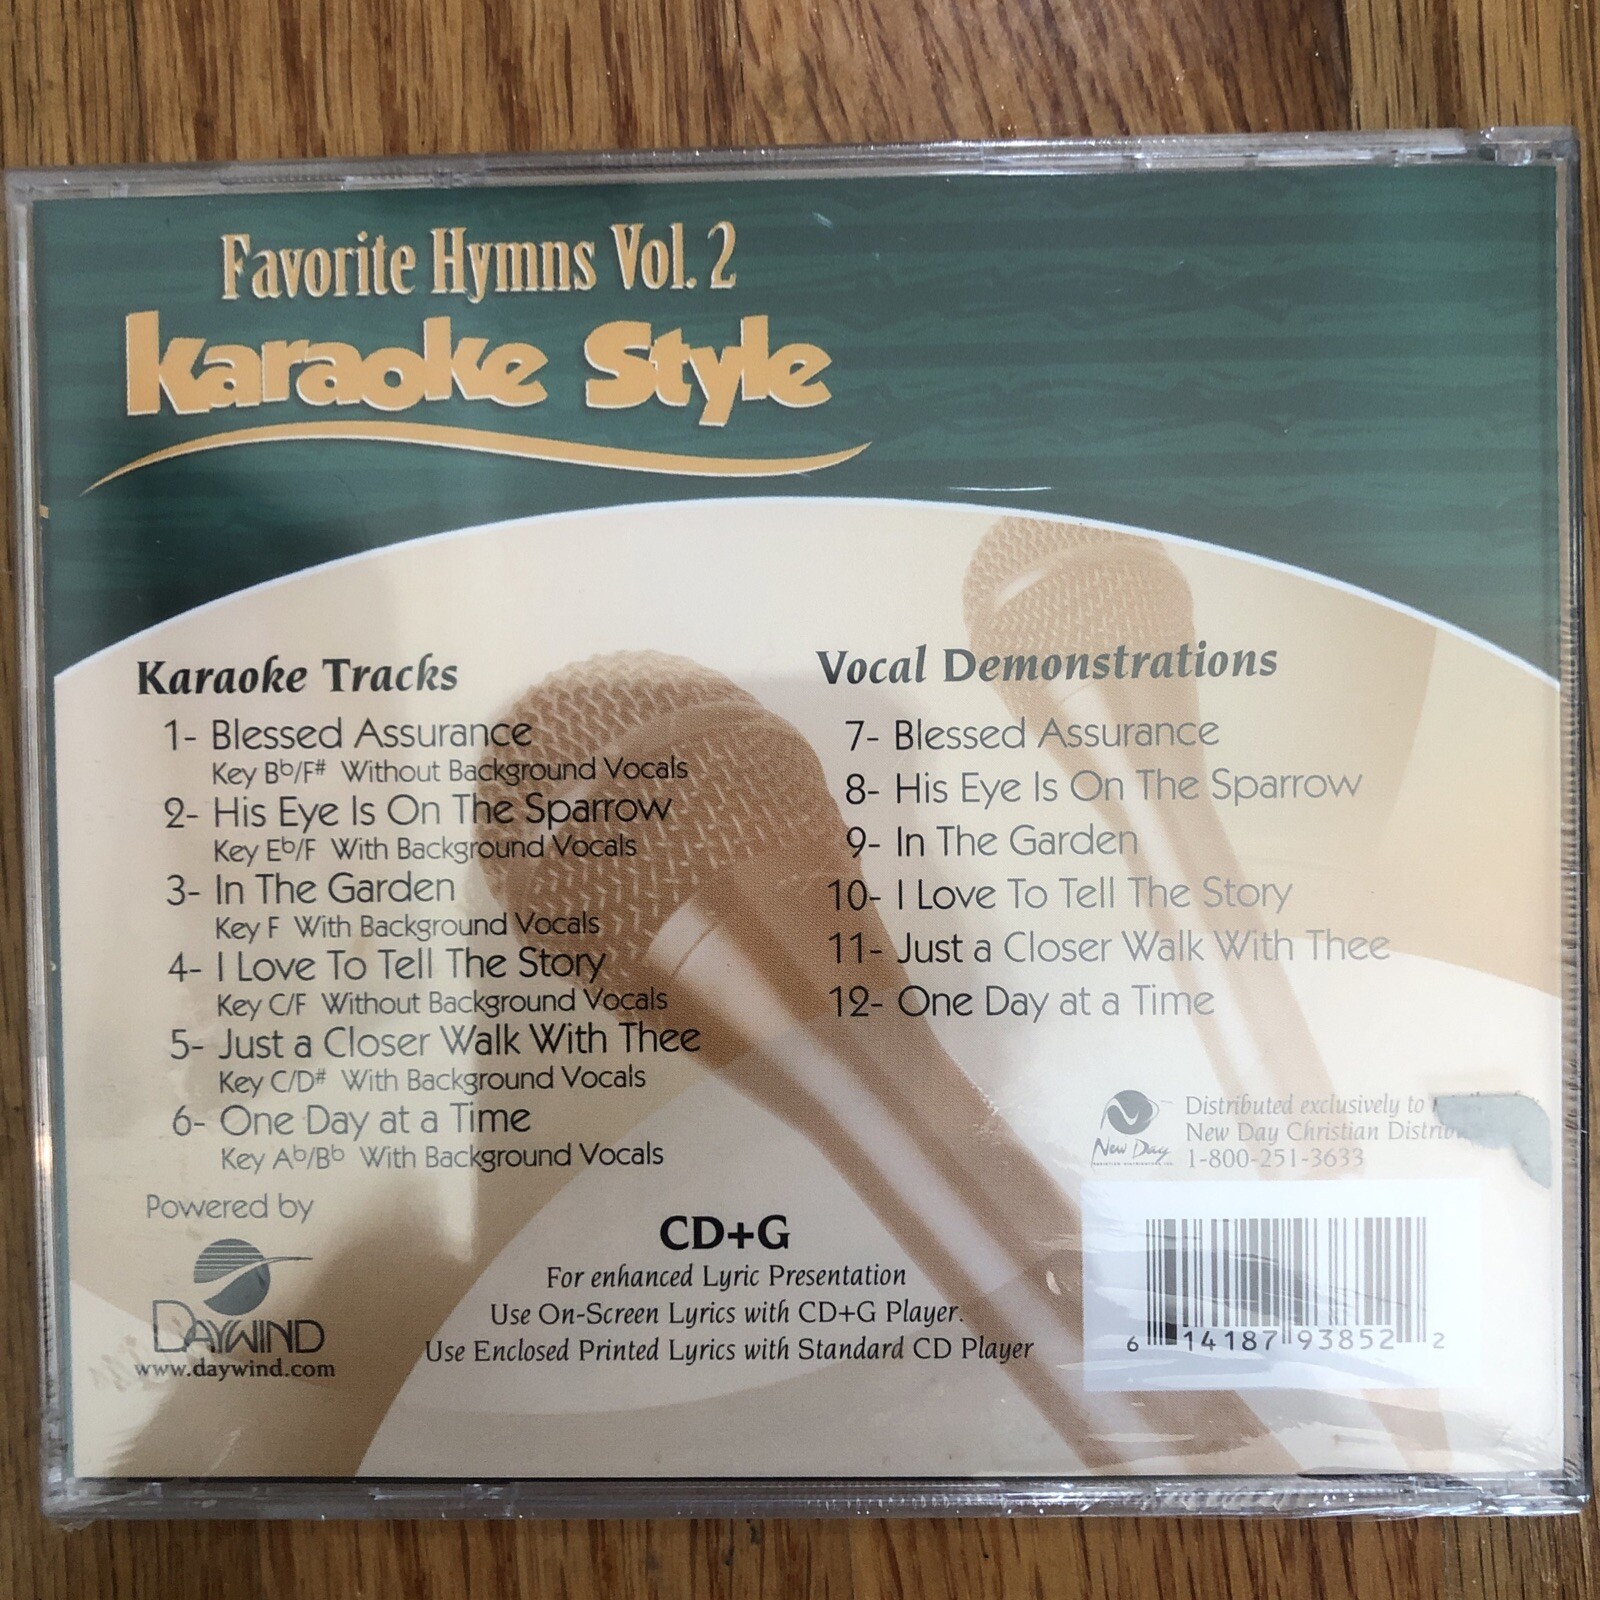 Favorite Hymns Vol. 2
Karaoke Style
Karaoke Tracks
1- Blessed Assurance
Key B♭/F# Without Background Vocals
2- His Eye Is On The Sparrow
Key E♭/F With Background Vocals
3- In The Garden
Key F With Background Vocals
4- I Love To Tell The Story
Key C/F Without Background Vocals
5- Just a Closer Walk With Thee
Key C/D# With Background Vocals
6- One Day at a Time
Key A♭/B♭ With Background Vocals
Vocal Demonstrations
7- Blessed Assurance
8- His Eye Is On The Sparrow
9- In The Garden
10- I Love To Tell The Story
11- Just a Closer Walk With Thee
12- One Day at a Time
Powered by
DAYWIND
www.daywind.com
CD+G
For enhanced Lyric Presentation
Use On-Screen Lyrics with CD+G Player.
Use Enclosed Printed Lyrics with Standard CD Player
New Day
Distributed exclusively to
New Day Christian
1-800-251-3633
6 14187 93852 2